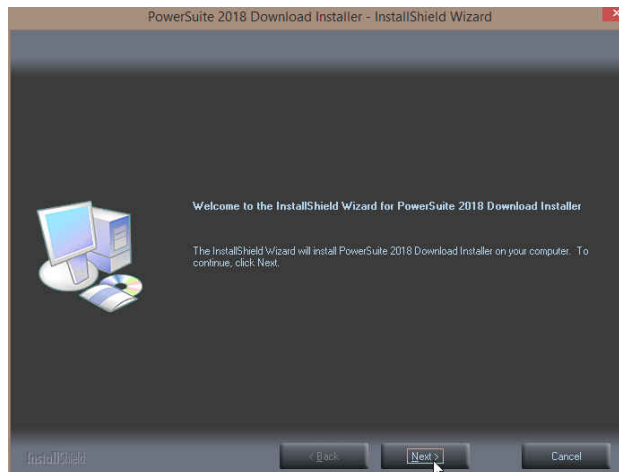 PowerSuite 2018 Download Installer - InstallShield Wizard
x
Welcome to the InstallShield Wizard for PowerSuite 2018 Download Installer
The InstallShield Wizard will install PowerSuite 2018 Download Installer on your computer. To
continue, click Next.
InstallShield
< Back
Next >
Cancel